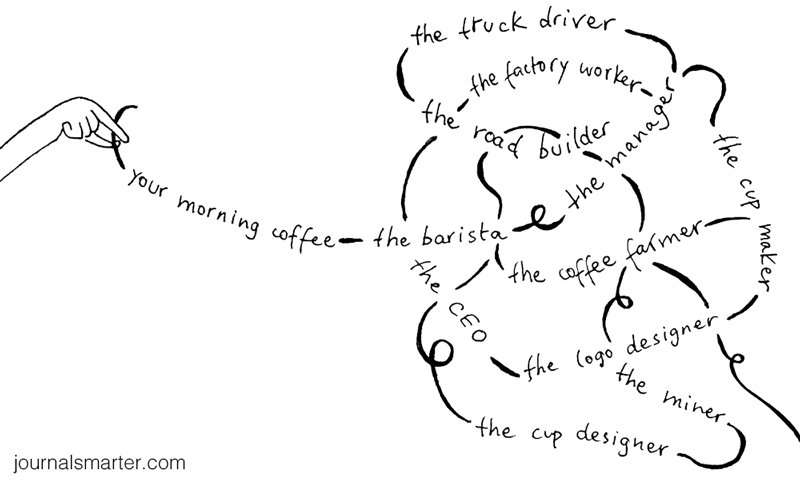 the truck driver
the factory worker
the manager
the road builder
the cup maker
your morning coffee
the barista
the coffee farmer
the CEO
the logo designer
the miner
the cup designer
journalsmarter.com